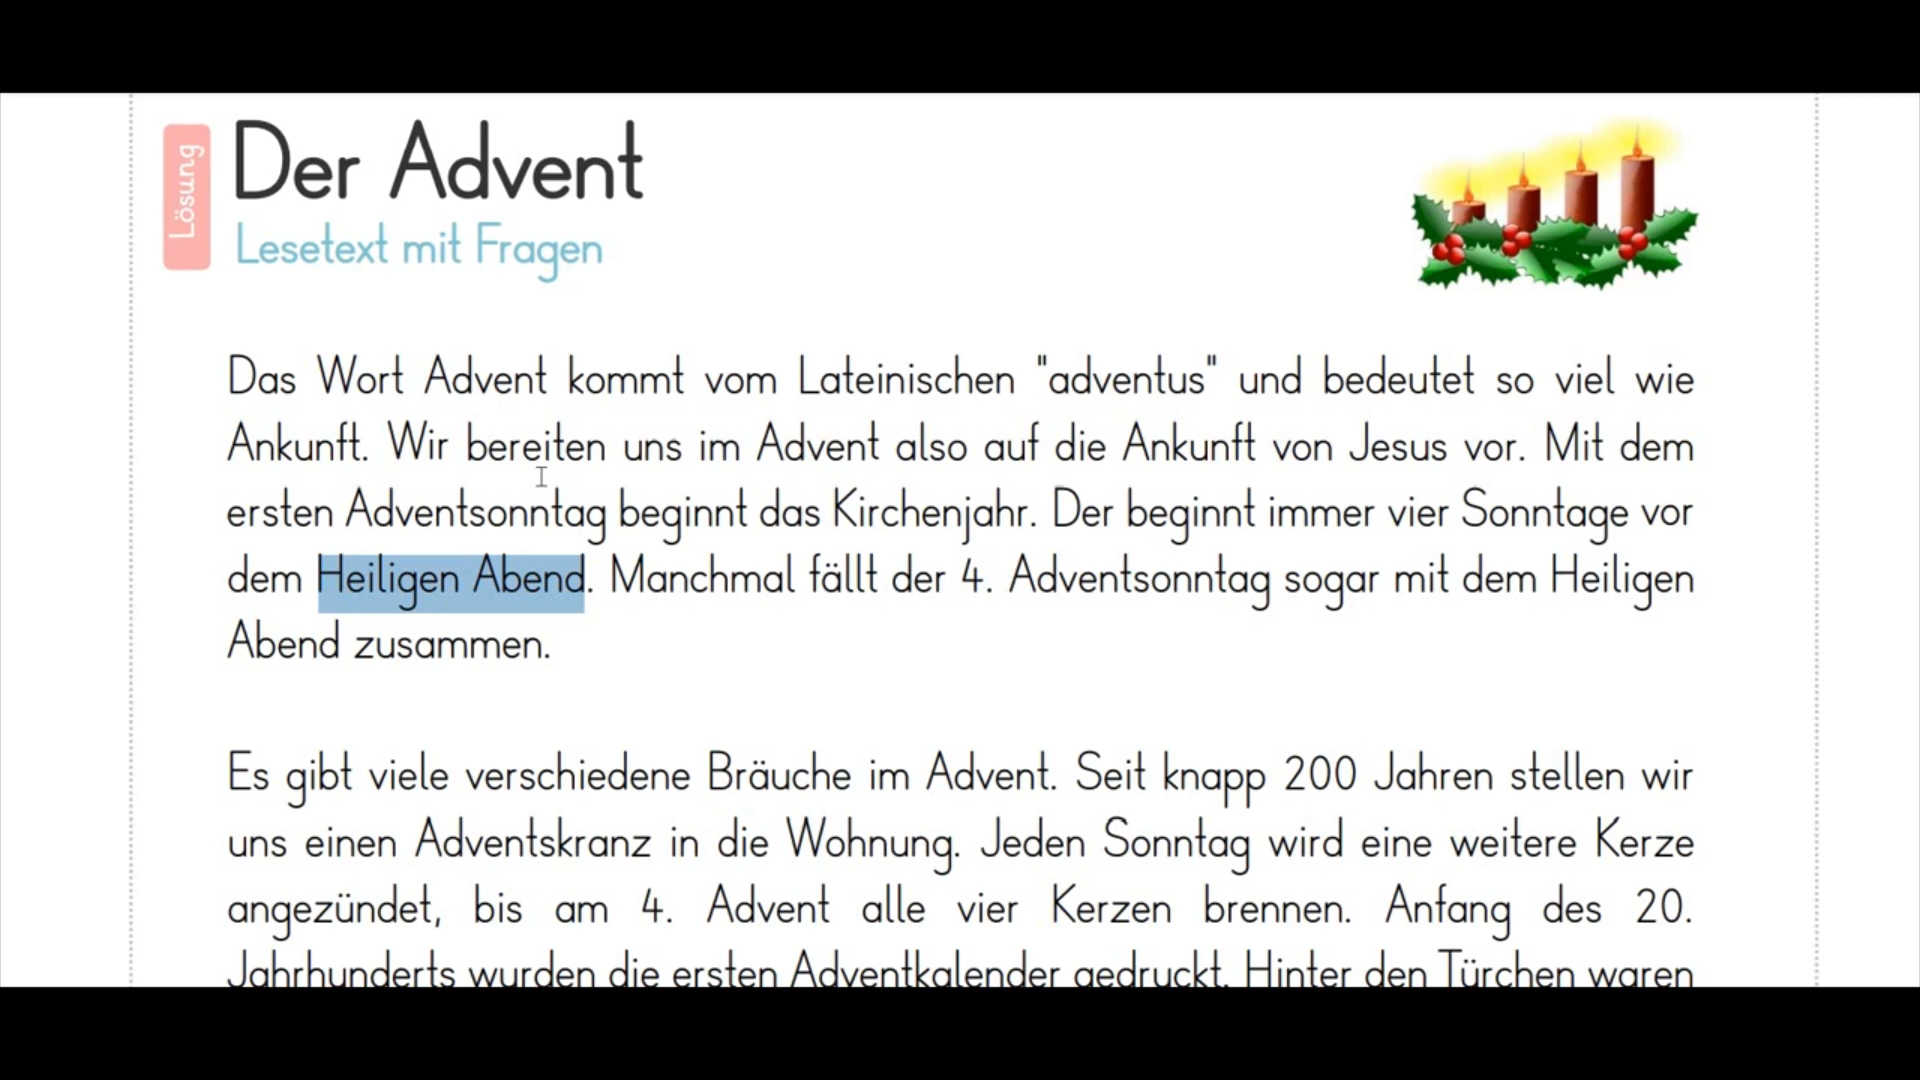 Lösung
Der Advent
Lesetext mit Fragen
Das Wort Advent kommt vom Lateinischen "adventus" und bedeutet so viel wie
Ankunft. Wir bereiten uns im Advent also auf die Ankunft von Jesus vor. Mit dem
ersten Adventsonntag beginnt das Kirchenjahr. Der beginnt immer vier Sonntage vor
dem Heiligen Abend. Manchmal fällt der 4. Adventsonntag sogar mit dem Heiligen
Abend zusammen.
Es gibt viele verschiedene Bräuche im Advent. Seit knapp 200 Jahren stellen wir
uns einen Adventskranz in die Wohnung. Jeden Sonntag wird eine weitere Kerze
angezündet, bis am 4. Advent alle vier Kerzen brennen. Anfang des 20.
Jahrhunderts wurden die ersten Adventkalender gedruckt. Hinter den Türchen waren